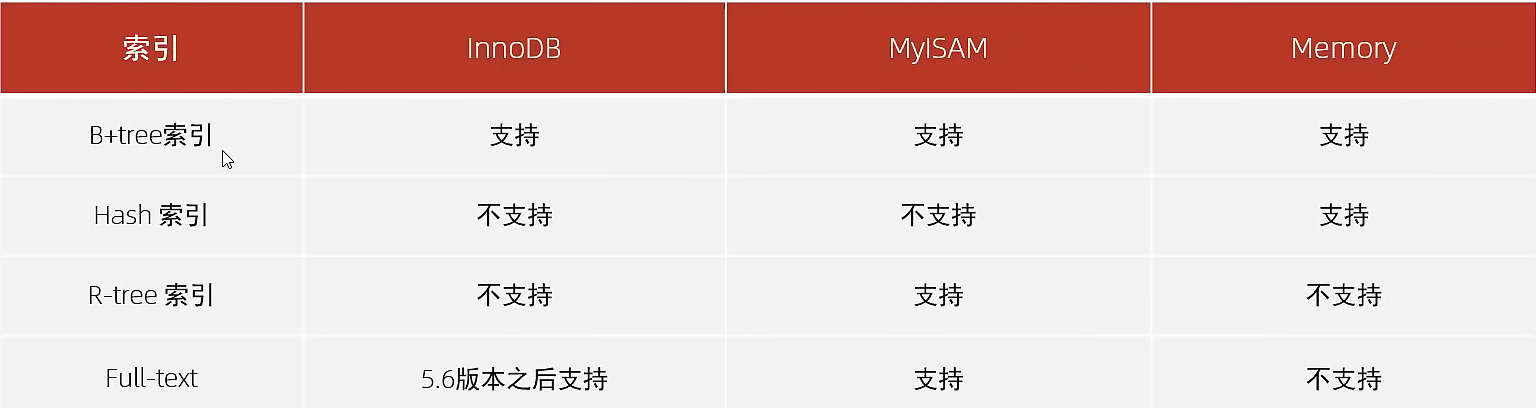 索引 InnoDB MyISAM Memory
B+tree索引 支持 支持 支持
Hash 索引 不支持 不支持 支持
R-tree 索引 不支持 支持 不支持
Full-text 5.6版本之后支持 支持 不支持